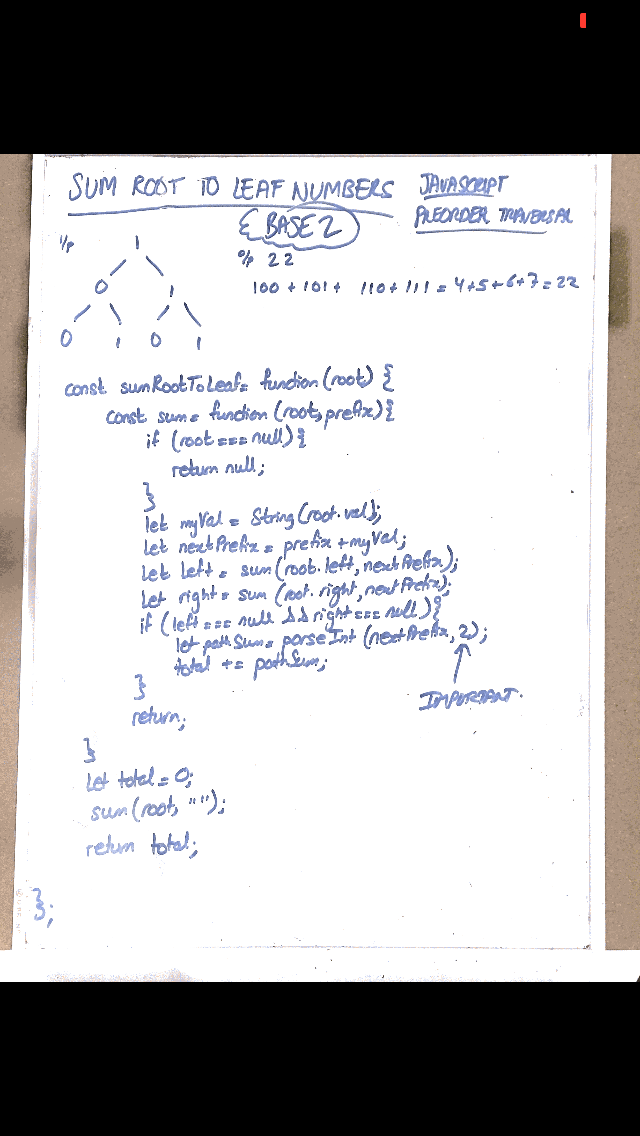 SUM ROOT TO LEAF NUMBERS
JAVASCRIPT
{ BASE 2
PREORDER TRAVERSAL
i/p
1
o/p 22
0 1
100 + 101 + 110 + 111 = 4+5+6+7 = 22
0 1 0 1
const sumRootToLeaf = function (root) {
const sum = function (root, prefix) {
if (root === null) {
return null;
}
let myVal = String(root.val);
let nextPrefix = prefix + myVal;
let left = sum(root.left, nextPrefix);
let right = sum (root.right, nextPrefix);
if (left === null && right === null) {
let pathSum = parseInt (nextPrefix, 2);
total += pathSum;
}
IMPORTANT.
return;
}
let total = 0;
sum(root, "");
return total;
};